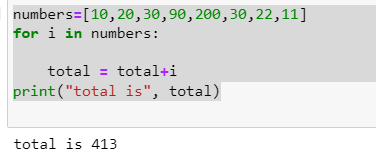 numbers=[10,20,30,90,200,30,22,11]
for i in numbers:
    total = total+i
print("total is", total)
total is 413